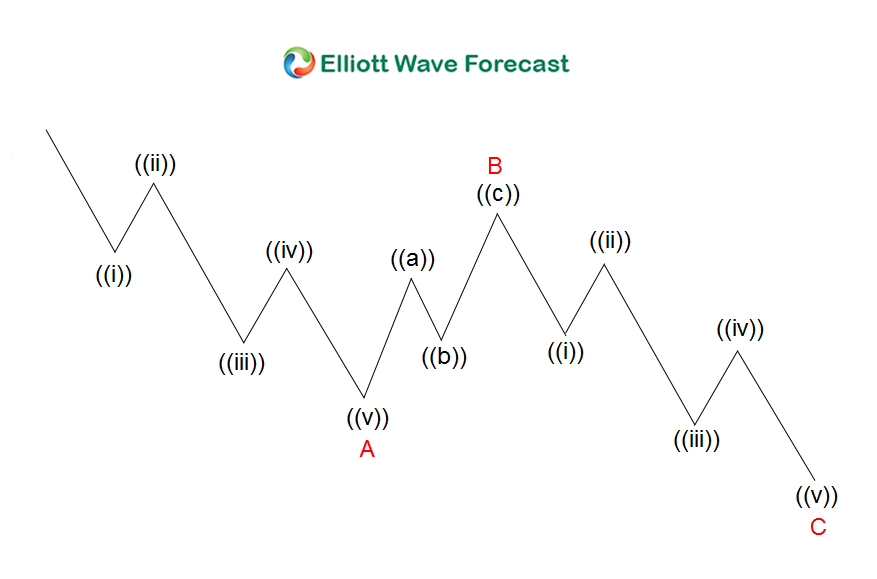 Elliott Wave Forecast
((ii))
((i))
((iii))
((iv))
((v))
A
((a))
((b))
B
((c))
((i))
((ii))
((iii))
((iv))
((v))
C